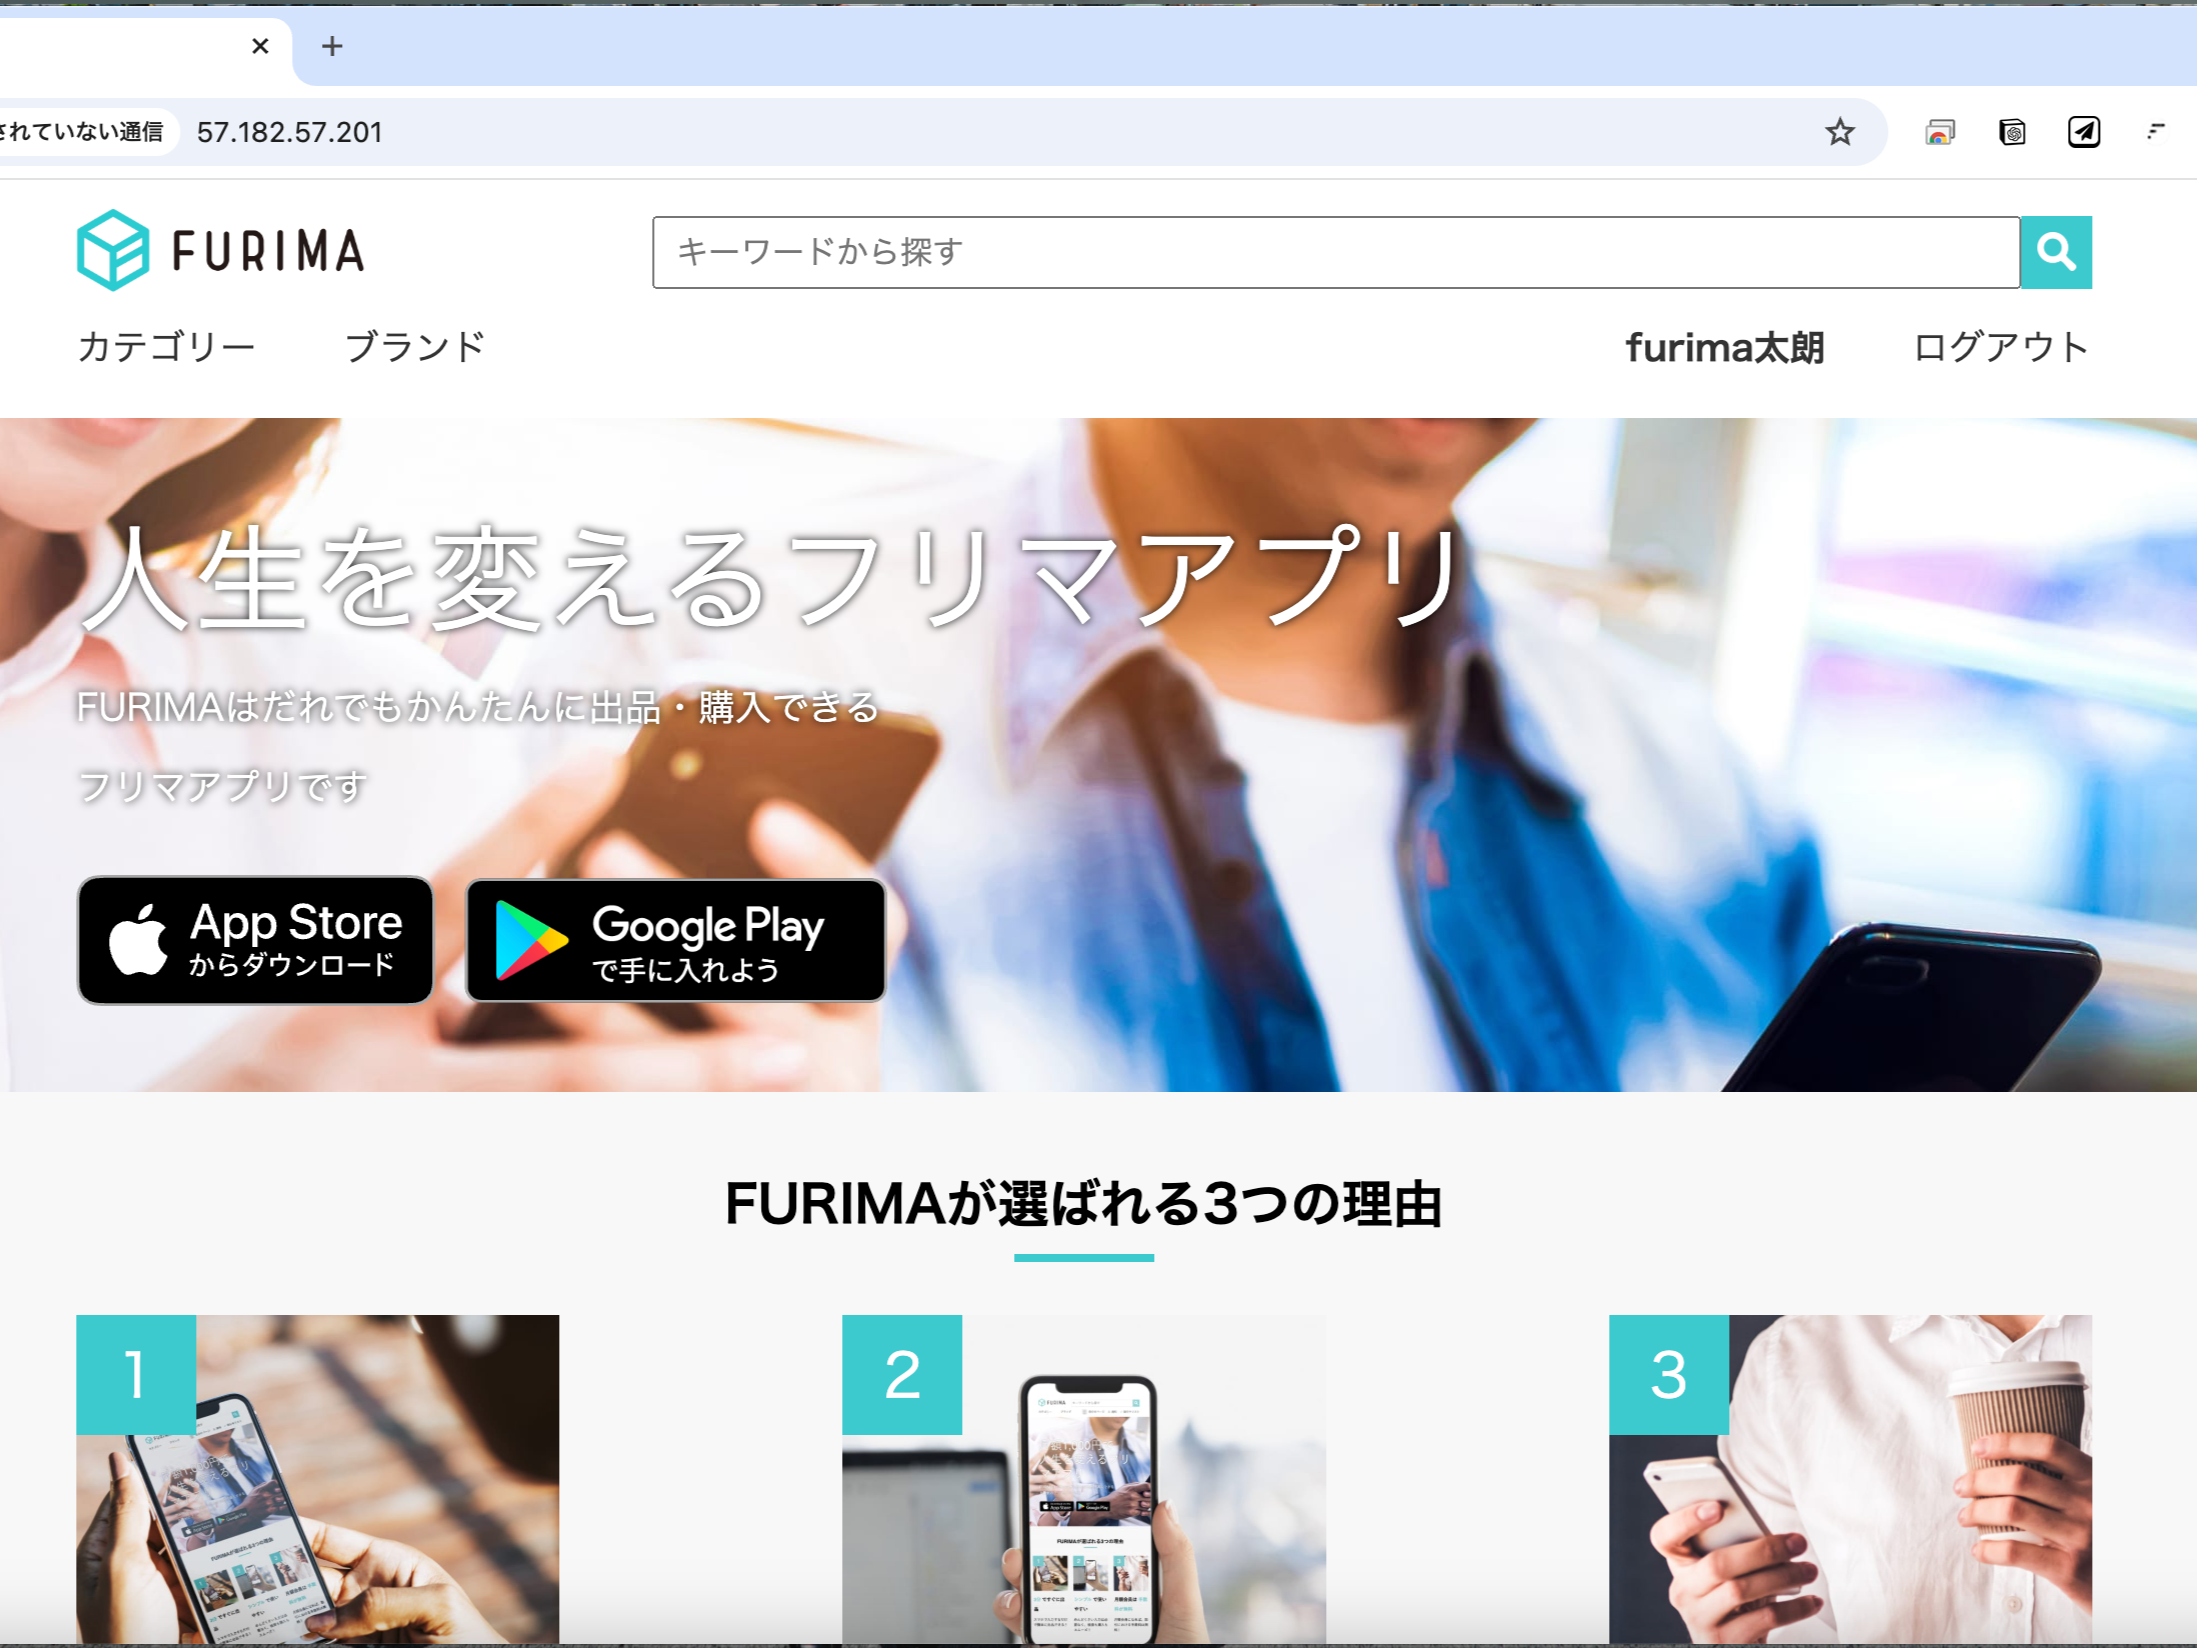 されていない通信
57.182.57.201
FURIMA
キーワードから探す
カテゴリー
ブランド
furima太朗
ログアウト
人生を変えるフリマアプリ
FURIMAはだれでもかんたんに出品・購入できる
フリマアプリです
App Store
からダウンロード
Google Play
で手に入れよう
FURIMAが選ばれる3つの理由
1
2
3